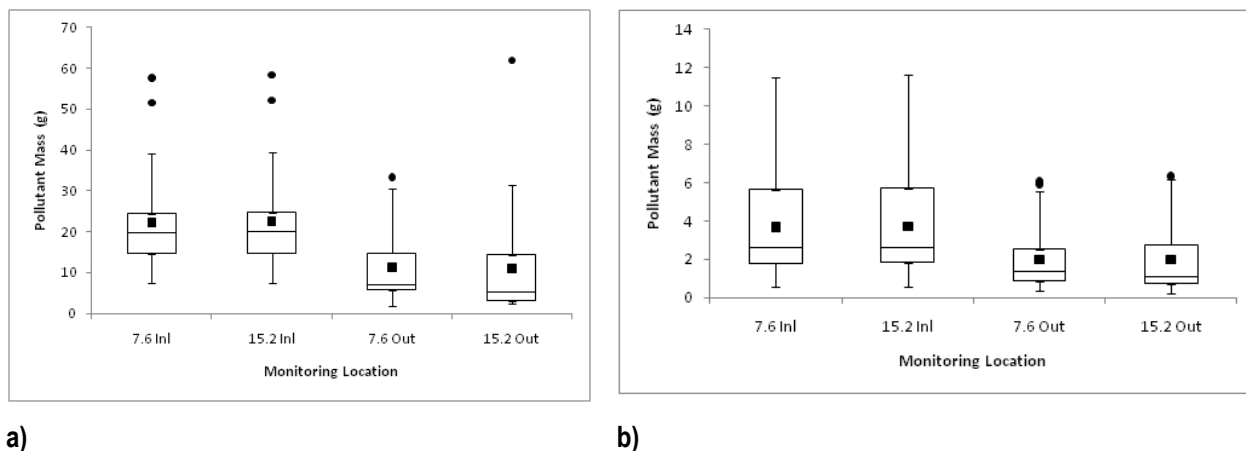 70
60
50
40
30
20
10
0
Pollutant Mass (g)
7.6 Inl 15.2 Inl 7.6 Out 15.2 Out
Monitoring Location
14
12
10
8
6
4
2
0
Pollutant Mass (g)
7.6 Inl 15.2 Inl 7.6 Out 15.2 Out
Monitoring Location
a) b)